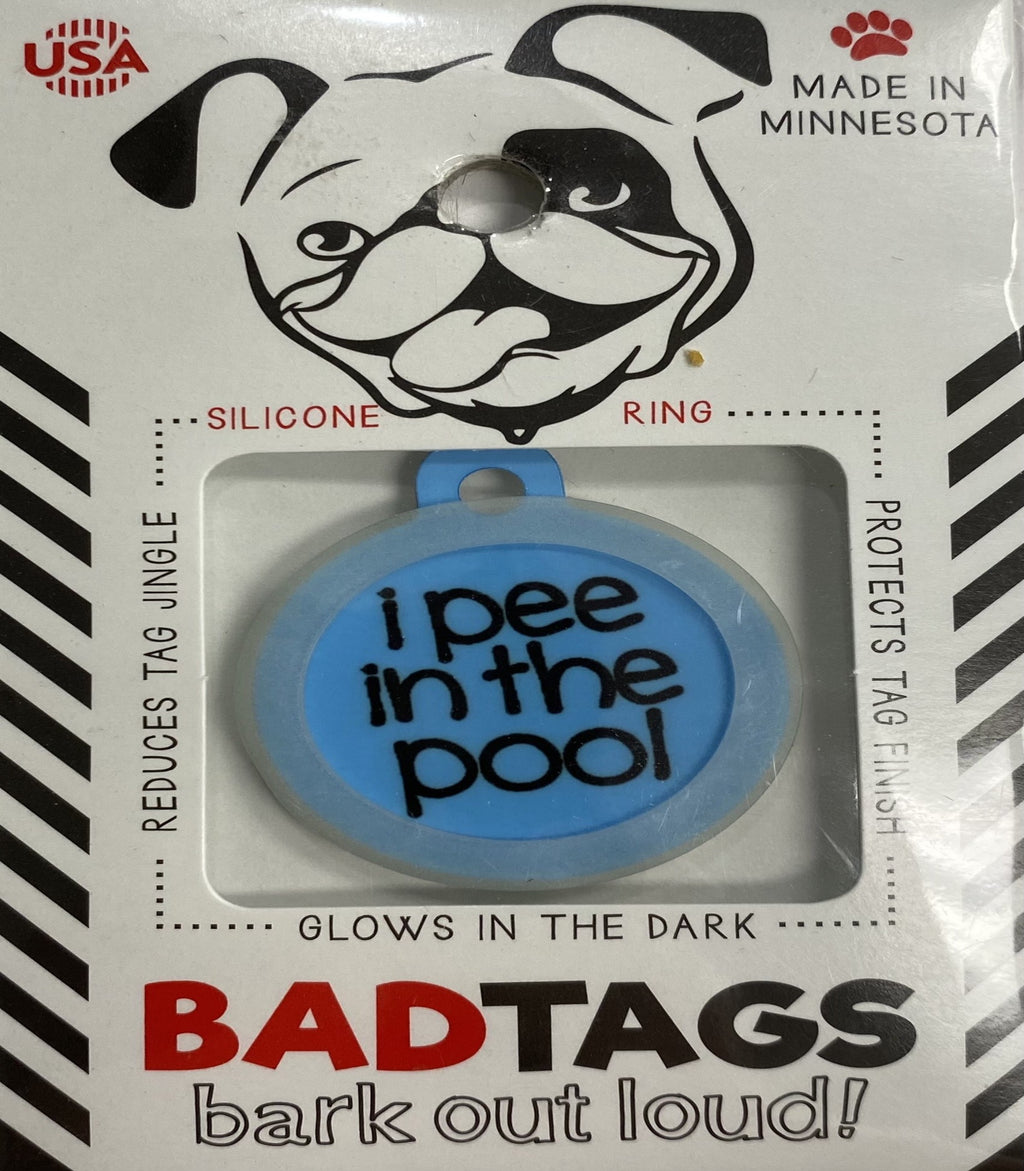 USA
MADE IN
MINNESOTA
SILICONE RING
REDUCES TAG JINGLE
PROTECTS TAG FINISH
i pee
in the
pool
GLOWS IN THE DARK
BADTAGS
bark out loud!